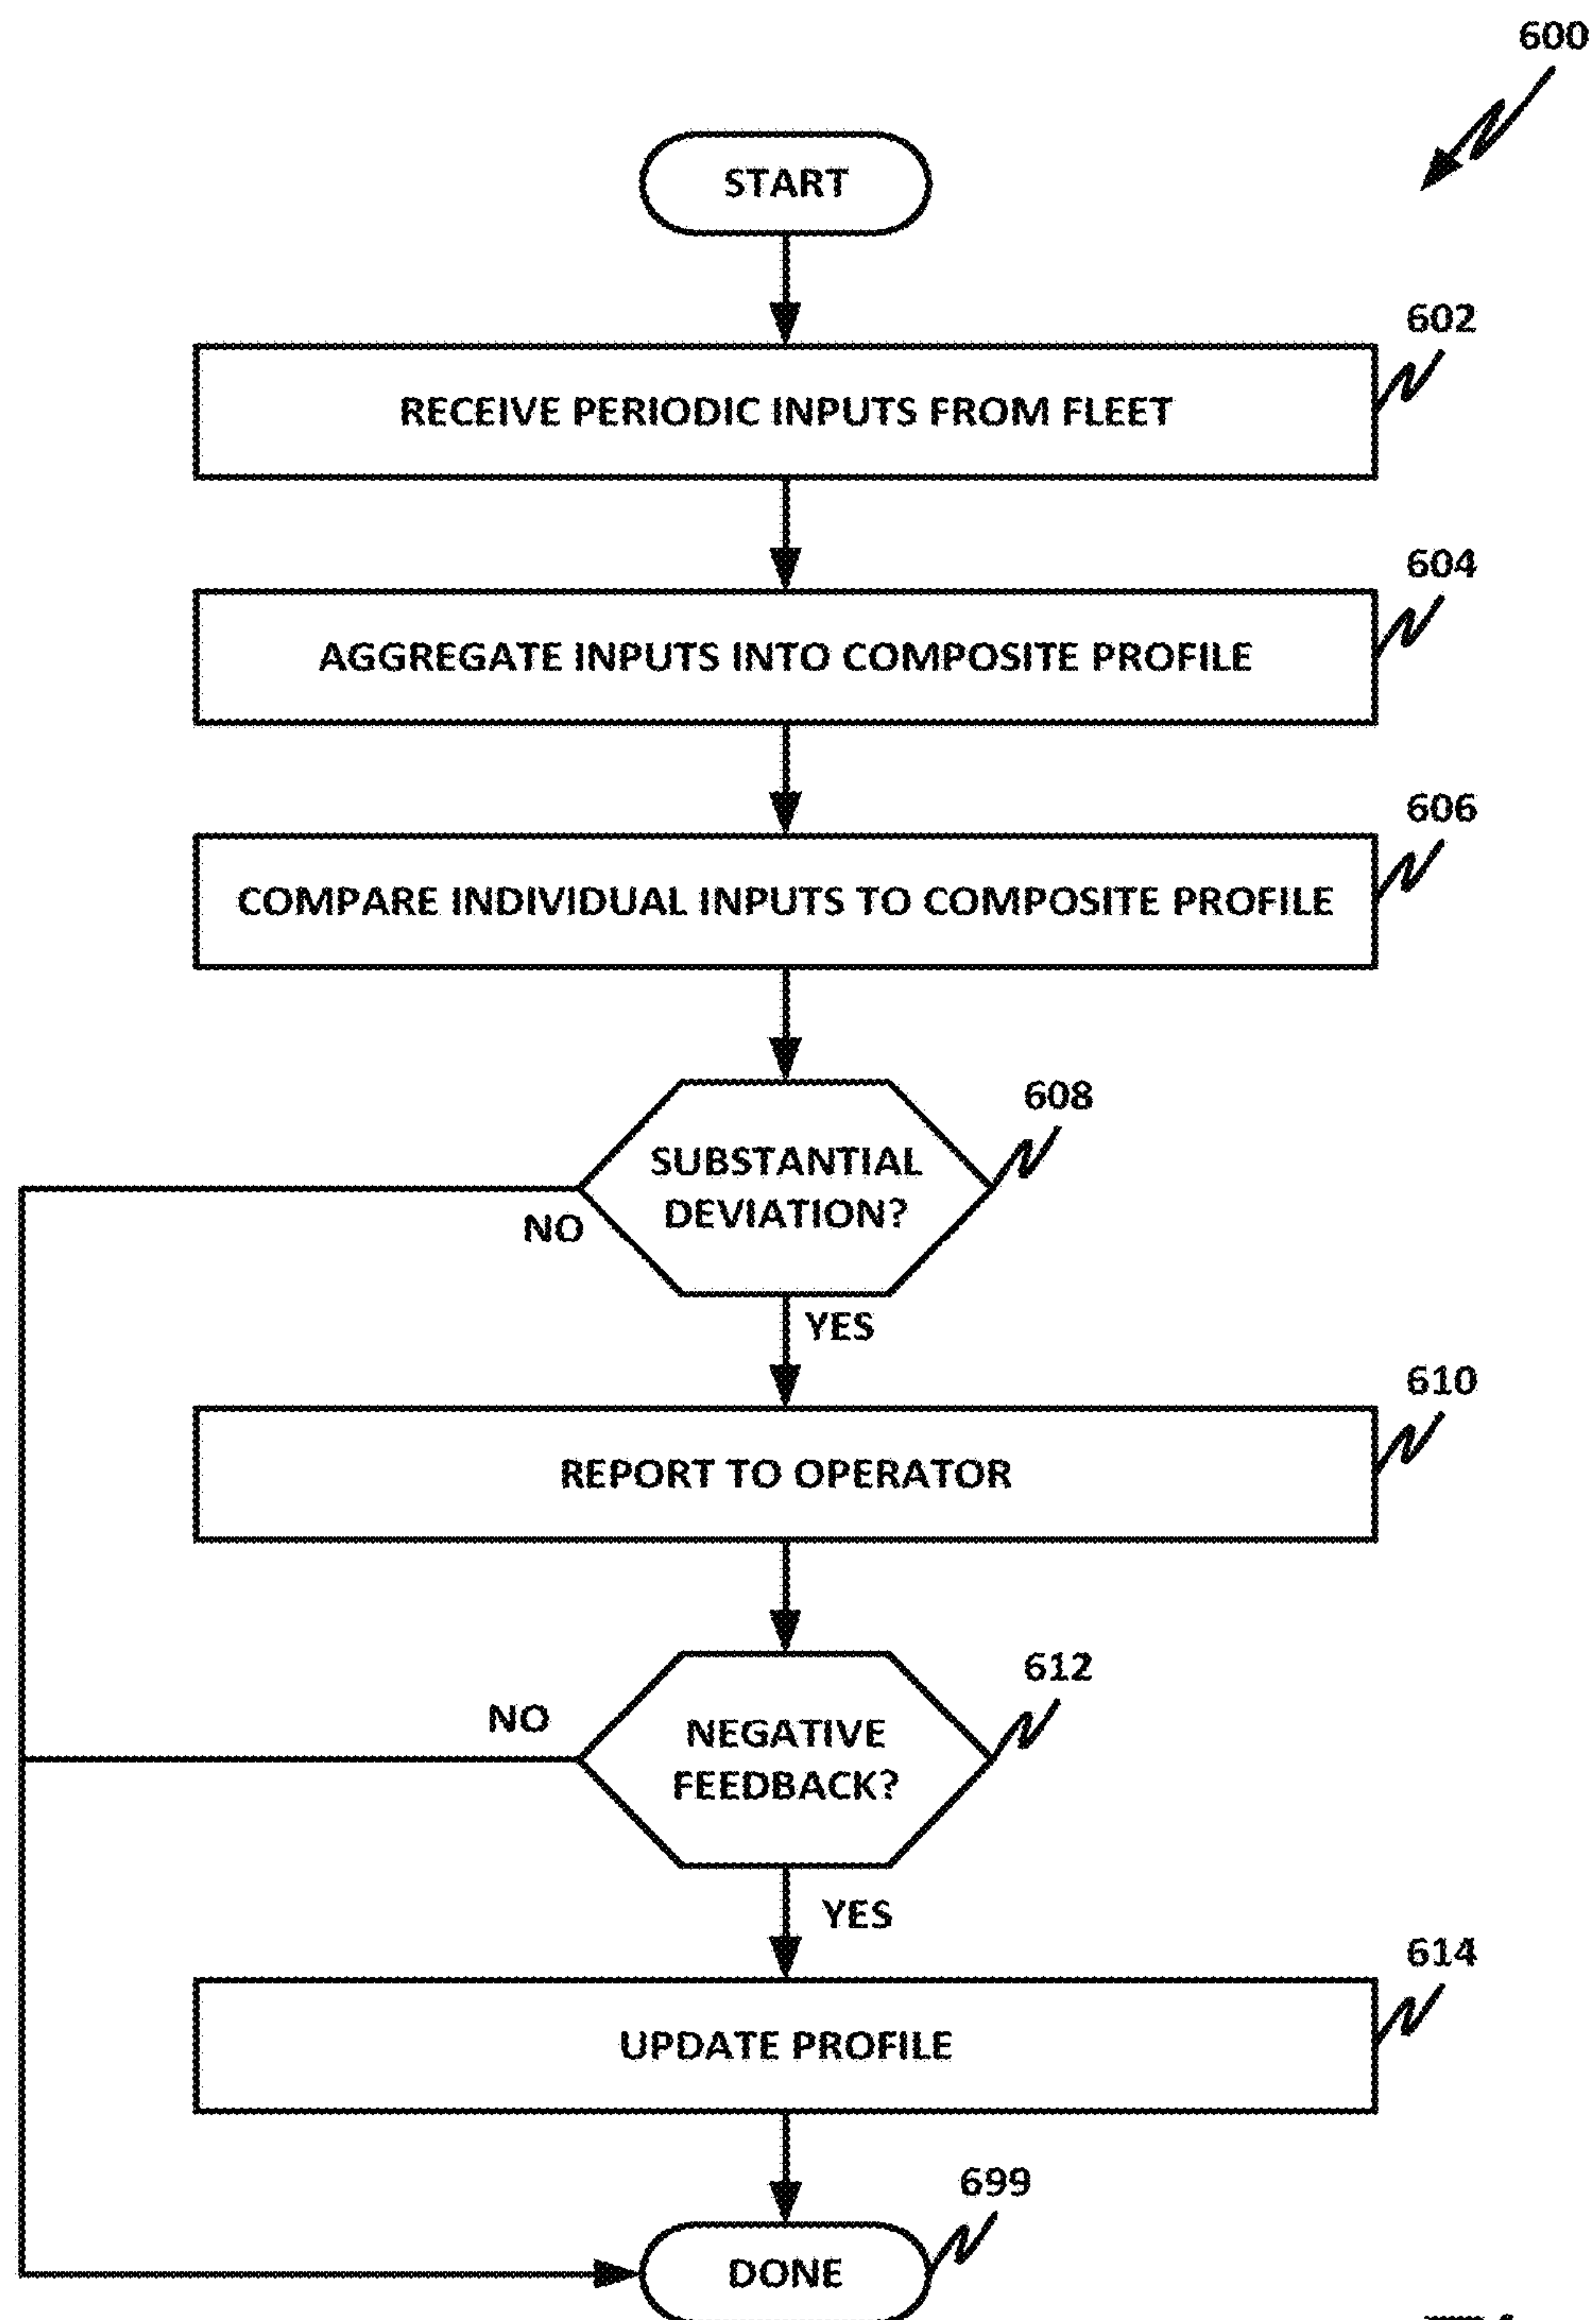 600
START
602
RECEIVE PERIODIC INPUTS FROM FLEET
604
AGGREGATE INPUTS INTO COMPOSITE PROFILE
606
COMPARE INDIVIDUAL INPUTS TO COMPOSITE PROFILE
608
SUBSTANTIAL
DEVIATION?
NO
YES
610
REPORT TO OPERATOR
612
NO
NEGATIVE
FEEDBACK?
YES
614
UPDATE PROFILE
699
DONE